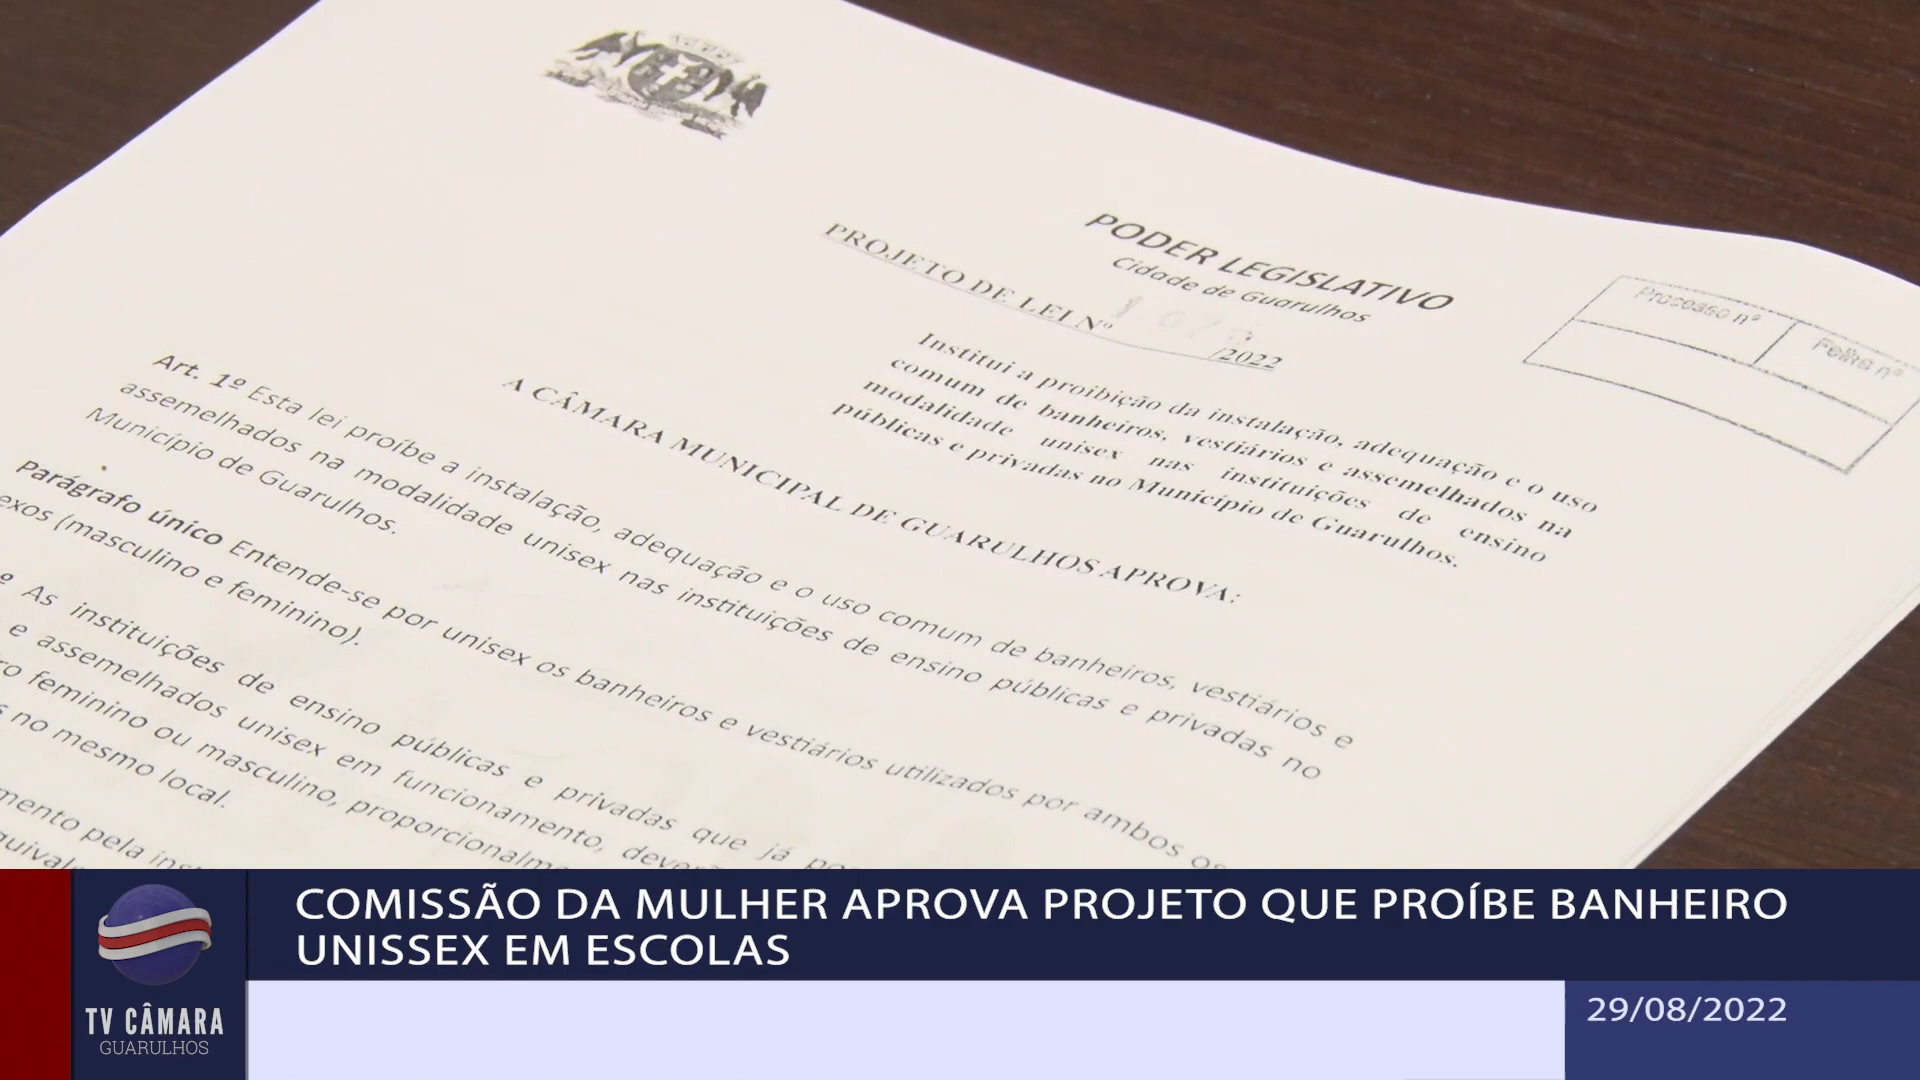 PODER LEGISLATIVO
Cidade de Guarulhos
PROJETO DE LEI Nº /2022
Processo nº
Folha nº
Institui a proibição da instalação, adequação e o uso
comum de banheiros, vestiários e assemelhados na
modalidade unisex nas instituições de ensino
públicas e privadas no Município de Guarulhos.
A CÂMARA MUNICIPAL DE GUARULHOS APROVA:
Art. 1º Esta lei proíbe a instalação, adequação e o uso comum de banheiros, vestiários e
assemelhados na modalidade unisex nas instituições de ensino públicas e privadas no
Município de Guarulhos.
Parágrafo único Entende-se por unisex os banheiros e vestiários utilizados por ambos os
exos (masculino e feminino).
º As instituições de ensino públicas e privadas que já
e assemelhados unisex em funcionamento,
feminino ou masculino,
no mesmo local.
mento pela
COMISSÃO DA MULHER APROVA PROJETO QUE PROÍBE BANHEIRO
UNISSEX EM ESCOLAS
TV CÂMARA
GUARULHOS
29/08/2022